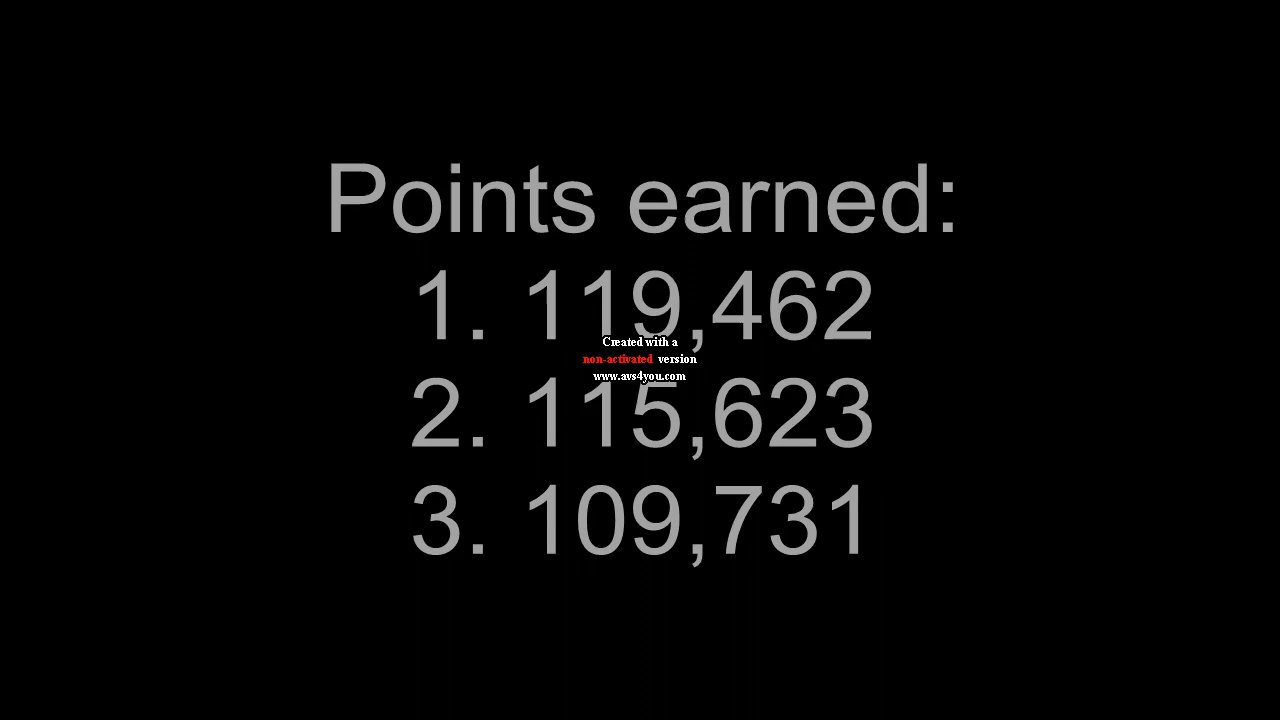 Points earned:
1. 119,462
Created with a
non-activated version
www.avs4you.com
2. 115,623
3. 109,731